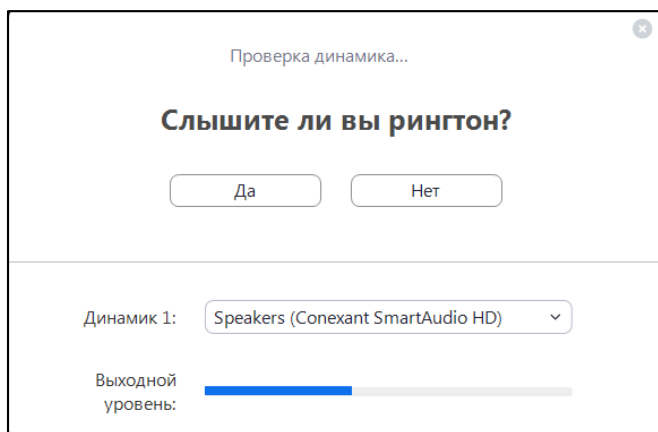 Проверка динамика...
Слышите ли вы рингтон?
Да
Нет
Динамик 1:
Speakers (Conexant SmartAudio HD)
Выходной
уровень: